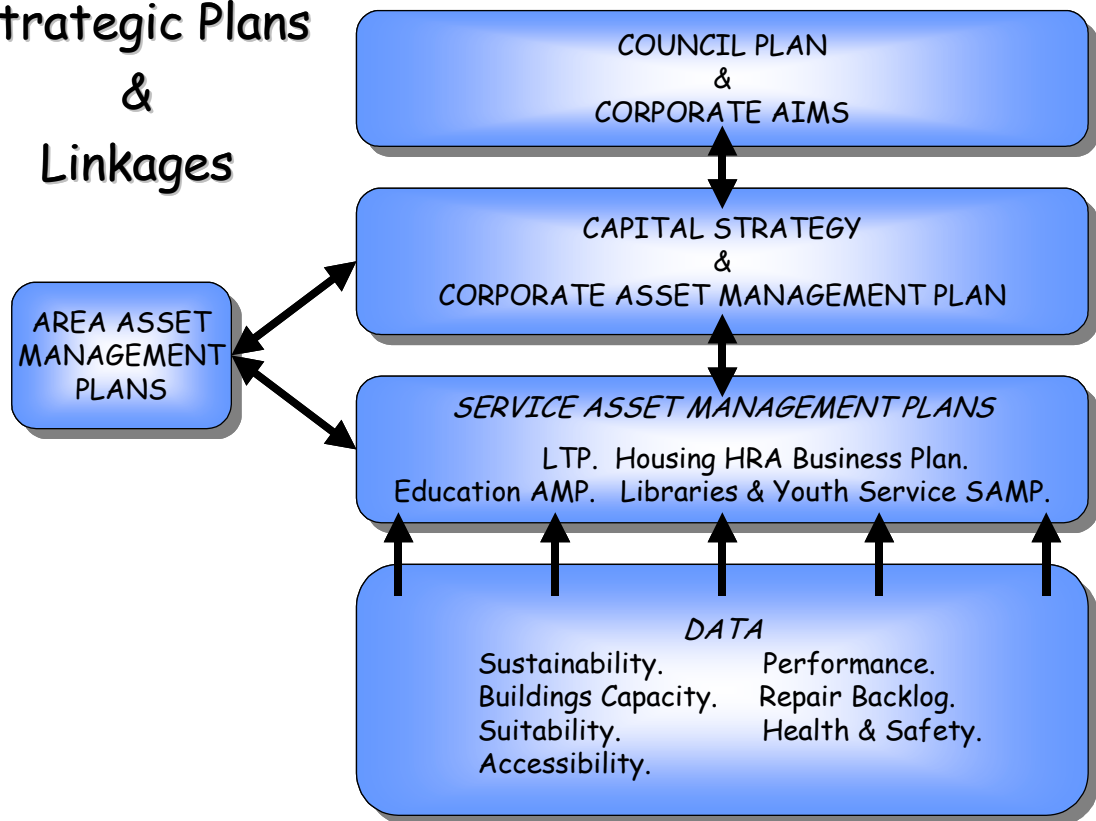 trategic Plans
&
Linkages
COUNCIL PLAN
&
CORPORATE AIMS
CAPITAL STRATEGY
&
CORPORATE ASSET MANAGEMENT PLAN
AREA ASSET
MANAGEMENT
PLANS
SERVICE ASSET MANAGEMENT PLANS
LTP. Housing HRA Business Plan.
Education AMP. Libraries & Youth Service SAMP.
DATA
Sustainability. Performance.
Buildings Capacity. Repair Backlog.
Suitability. Health & Safety.
Accessibility.